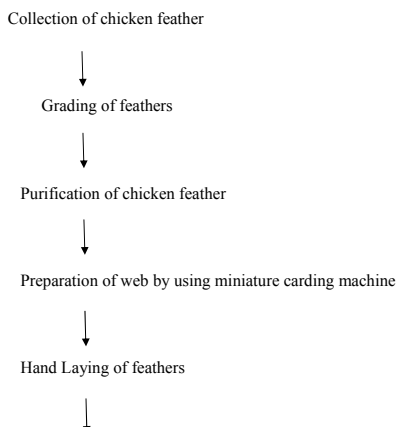 Collection of chicken feather
Grading of feathers
Purification of chicken feather
Preparation of web by using miniature carding machine
Hand Laying of feathers